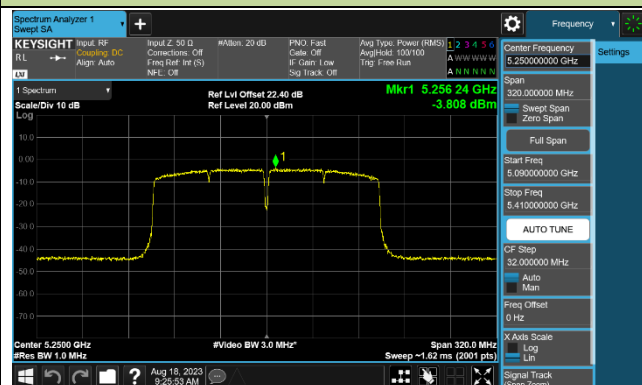 Spectrum Analyzer 1
Swept SA
Frequency
KEYSIGHT
RL
LXI
Input: RF
Coupling: DC
Align: Auto
Input Z: 50 Ω
Corrections: Off
Freq Ref: Int (S)
NFE: Off
#Atten: 20 dB
PNO: Fast
Gate: Off
IF Gain: Low
Sig Track: Off
Avg Type: Power (RMS)
Avg|Hold: 100/100
Trig: Free Run
1 2 3 4 5 6
A W W W W W
A N N N N N
Center Frequency
5.25000000 GHz
Settings
Span
320.000000 MHz
Swept Span
Zero Span
Full Span
Start Freq
5.090000000 GHz
Stop Freq
5.410000000 GHz
AUTO TUNE
CF Step
32.000000 MHz
Auto
Man
Freq Offset
0 Hz
X Axis Scale
Log
Lin
Signal Track
(Span Zoom)
1 Spectrum
Scale/Div 10 dB
Log
Ref Lvl Offset 22.40 dB
Ref Level 20.00 dBm
Mkr1 5.256 24 GHz
-3.808 dBm
1
10.0
0.00
-10.0
-20.0
-30.0
-40.0
-50.0
-60.0
-70.0
Center 5.2500 GHz
#Res BW 1.0 MHz
#Video BW 3.0 MHz*
Span 320.0 MHz
Sweep ~1.62 ms (2001 pts)
Aug 18, 2023
9:25:53 AM